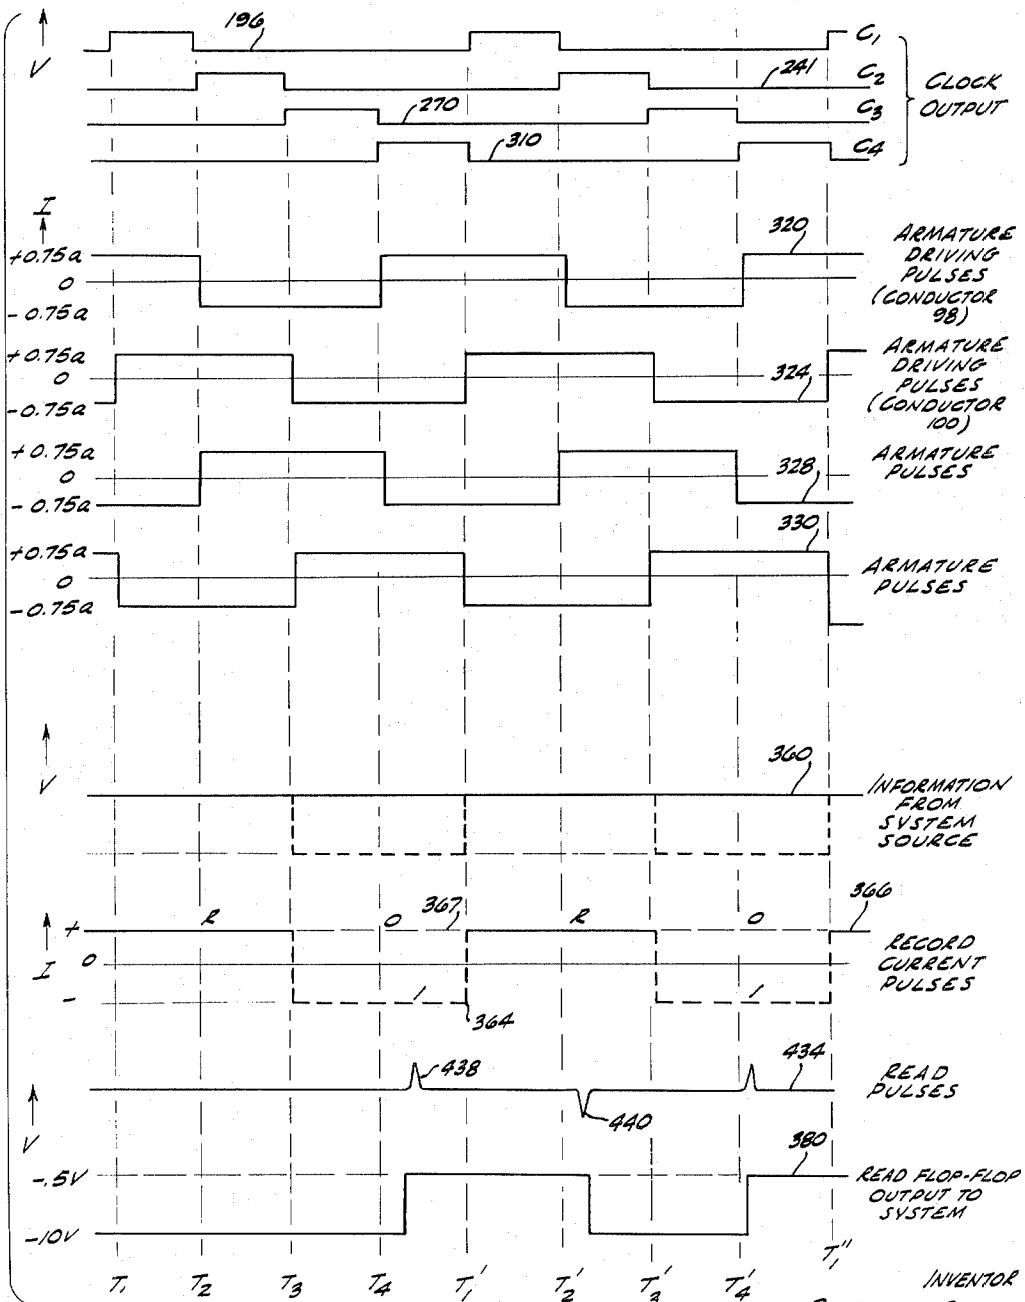 196
C1
V
C2
241
CLOCK
OUTPUT
270
C3
310
C4
I
+0.75a
0
-0.75a
320
ARMATURE
DRIVING
PULSES
(CONDUCTOR
98)
+0.75a
0
-0.75a
324
ARMATURE
DRIVING
PULSES
(CONDUCTOR
100)
+0.75a
0
-0.75a
328
ARMATURE
PULSES
+0.75a
0
-0.75a
330
ARMATURE
PULSES
V
360
INFORMATION
FROM
SYSTEM
SOURCE
I
+
0
-
R
0
367
R
0
366
1
1
364
RECORD
CURRENT
PULSES
438
434
440
READ
PULSES
V
-.5V
-10V
380
READ FLOP-FLOP
OUTPUT TO
SYSTEM
T1 T2 T3 T4 T1' T2' T3' T4' T1''
INVENTOR